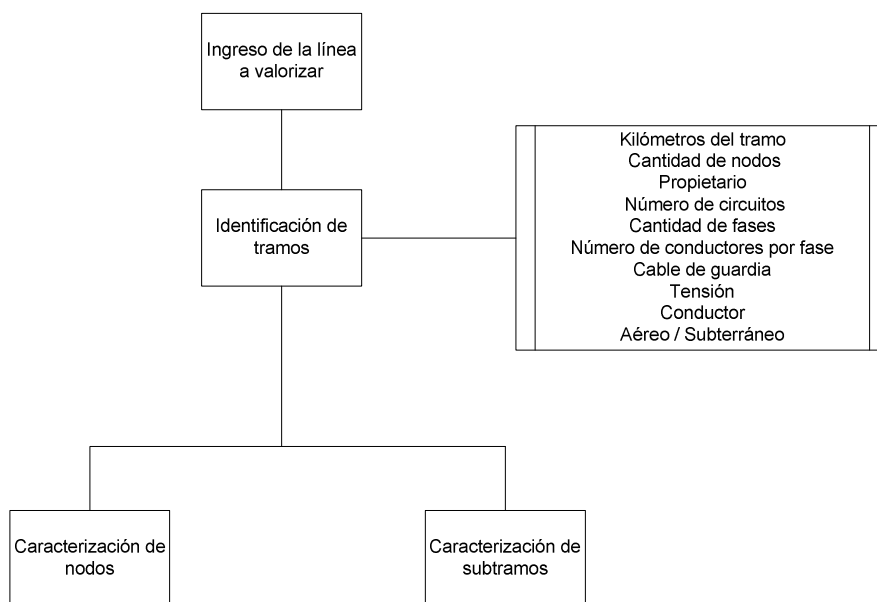 Ingreso de la línea
a valorizar
Identificación de
tramos
Kilómetros del tramo
Cantidad de nodos
Propietario
Número de circuitos
Cantidad de fases
Número de conductores por fase
Cable de guardia
Tensión
Conductor
Aéreo / Subterráneo
Caracterización de
nodos
Caracterización de
subtramos